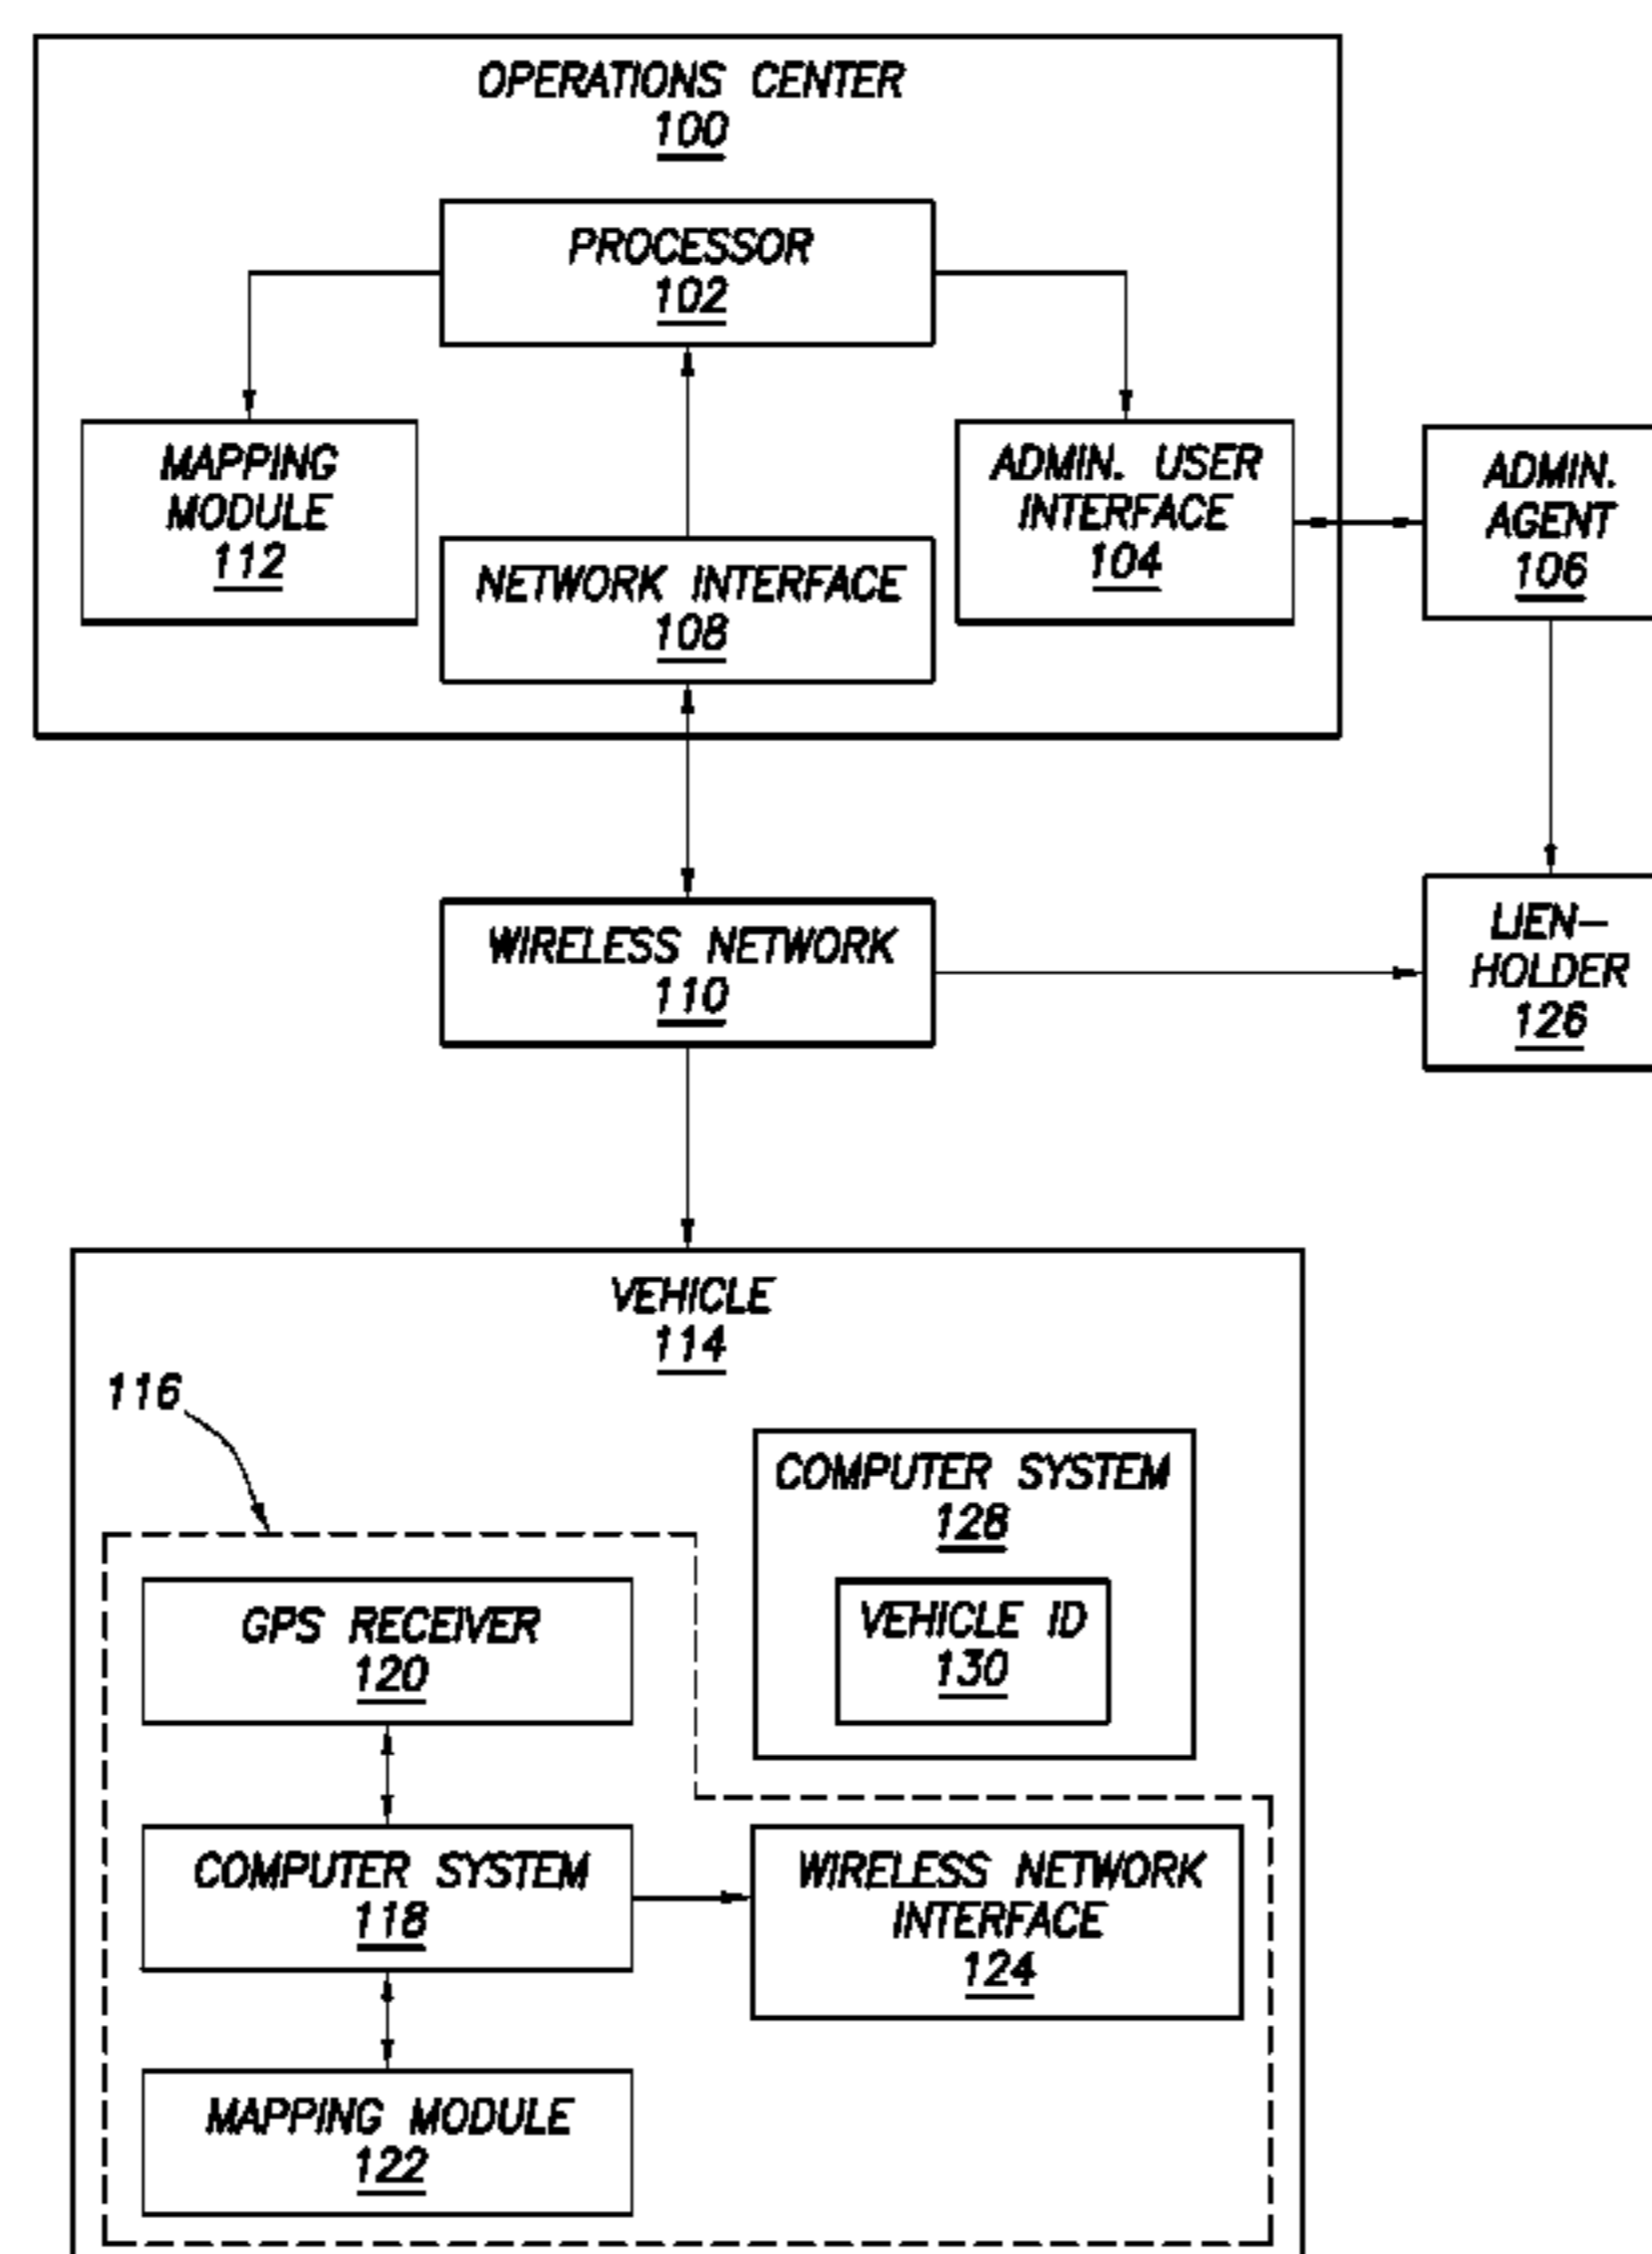 OPERATIONS CENTER
100
PROCESSOR
102
MAPPING
MODULE
112
NETWORK INTERFACE
108
ADMIN. USER
INTERFACE
104
ADMIN.
AGENT
106
WIRELESS NETWORK
110
LIEN-
HOLDER
126
VEHICLE
114
116
COMPUTER SYSTEM
128
VEHICLE ID
130
GPS RECEIVER
120
COMPUTER SYSTEM
118
WIRELESS NETWORK
INTERFACE
124
MAPPING MODULE
122